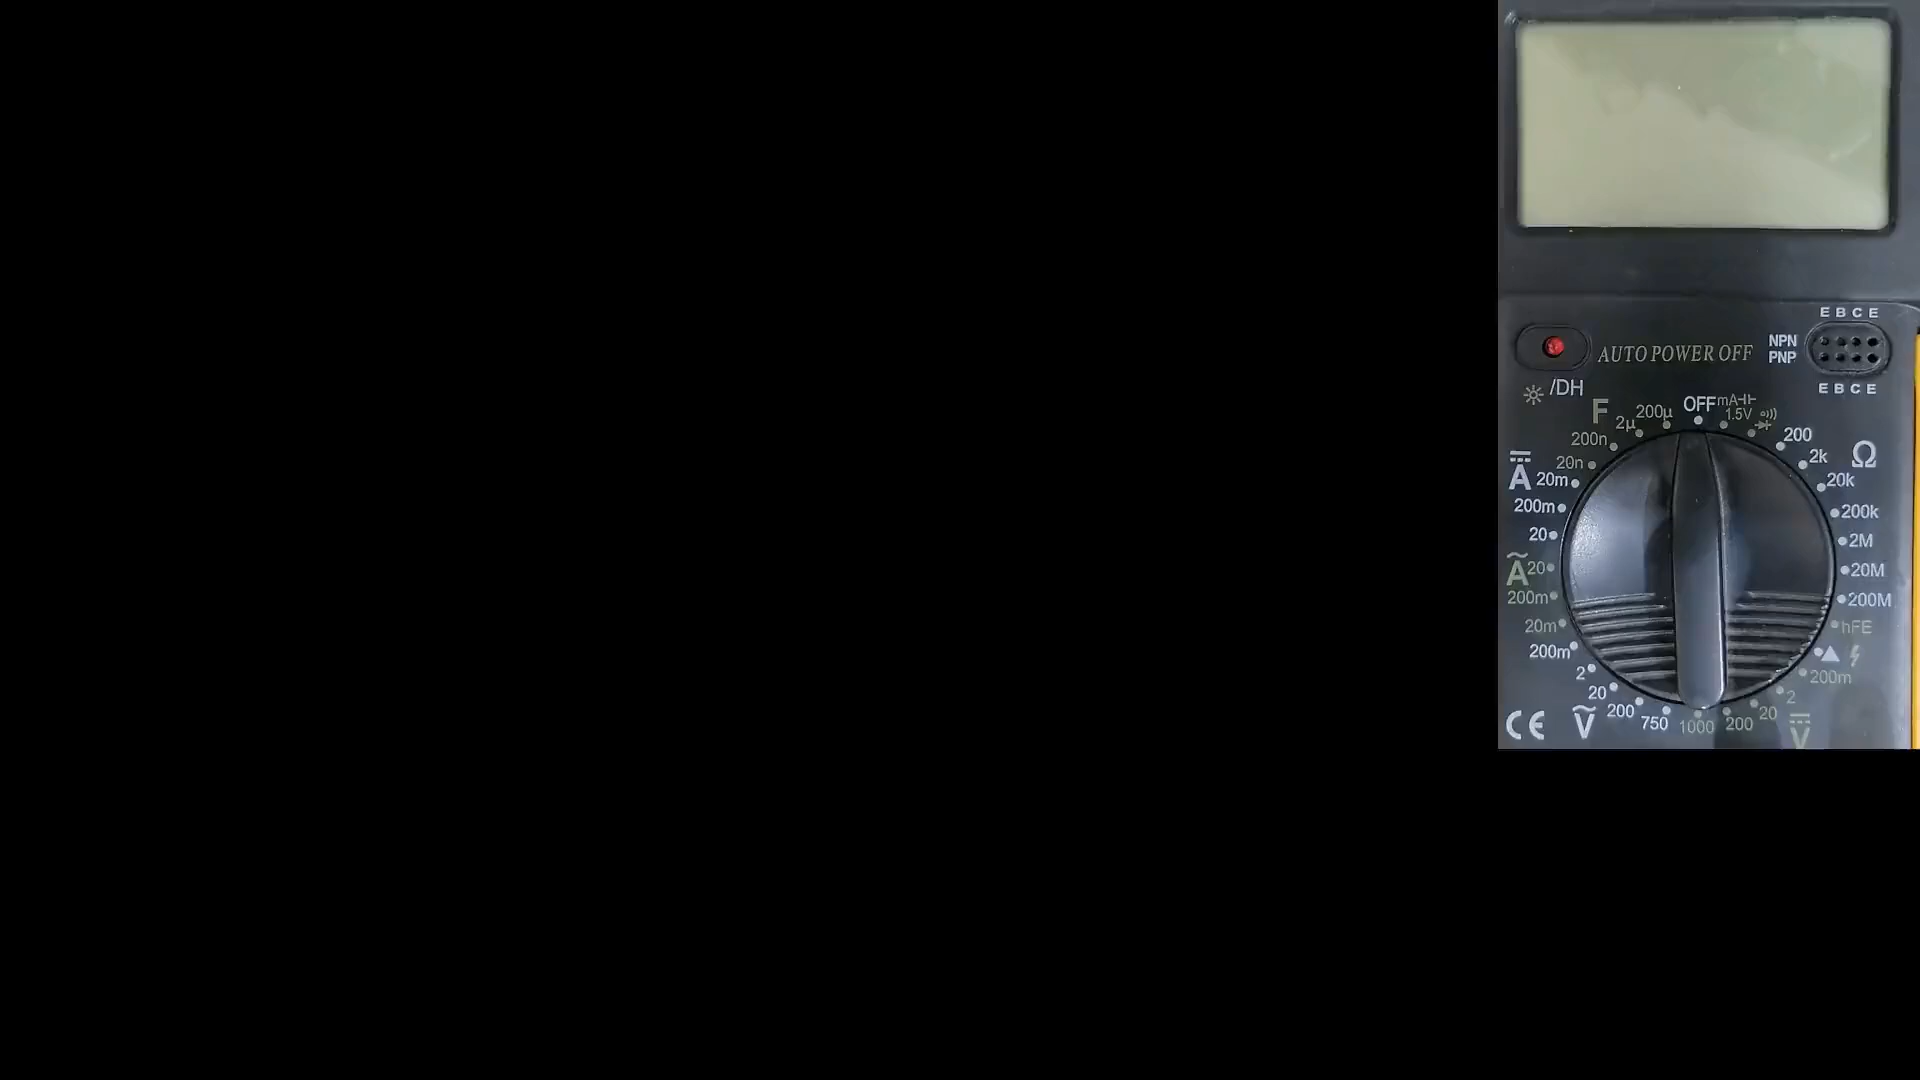 E B C E
NPN
PNP
AUTO POWER OFF
E B C E
/DH
F
200n
2µ
200µ
OFF
mA
1.5V
200
2k
Ω
20k
200k
2M
20M
200M
hFE
20n
A 20m
200m
20
A 20
200m
20m
200m
2
20
200
750
1000
200
20
2
200m
CE
V
V